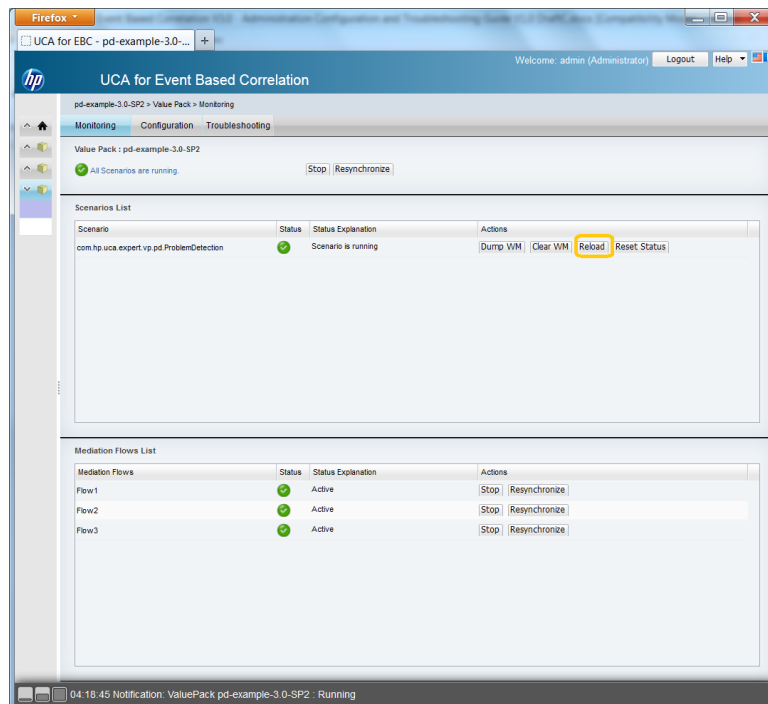 Firefox
UCA for EBC - pd-example-3.0-... +
Welcome: admin (Administrator) Logout Help
hp UCA for Event Based Correlation
pd-example-3.0-SP2 > Value Pack > Monitoring
Monitoring Configuration Troubleshooting
Value Pack : pd-example-3.0-SP2
All Scenarios are running. Stop Resynchronize
Scenarios List
Scenario Status Status Explanation Actions
com.hp.uca.expert.vp.pd.ProblemDetection Scenario is running Dump WM Clear WM Reload Reset Status
Mediation Flows List
Mediation Flows Status Status Explanation Actions
Flow1 Active Stop Resynchronize
Flow2 Active Stop Resynchronize
Flow3 Active Stop Resynchronize
04:18:45 Notification: ValuePack pd-example-3.0-SP2 : Running